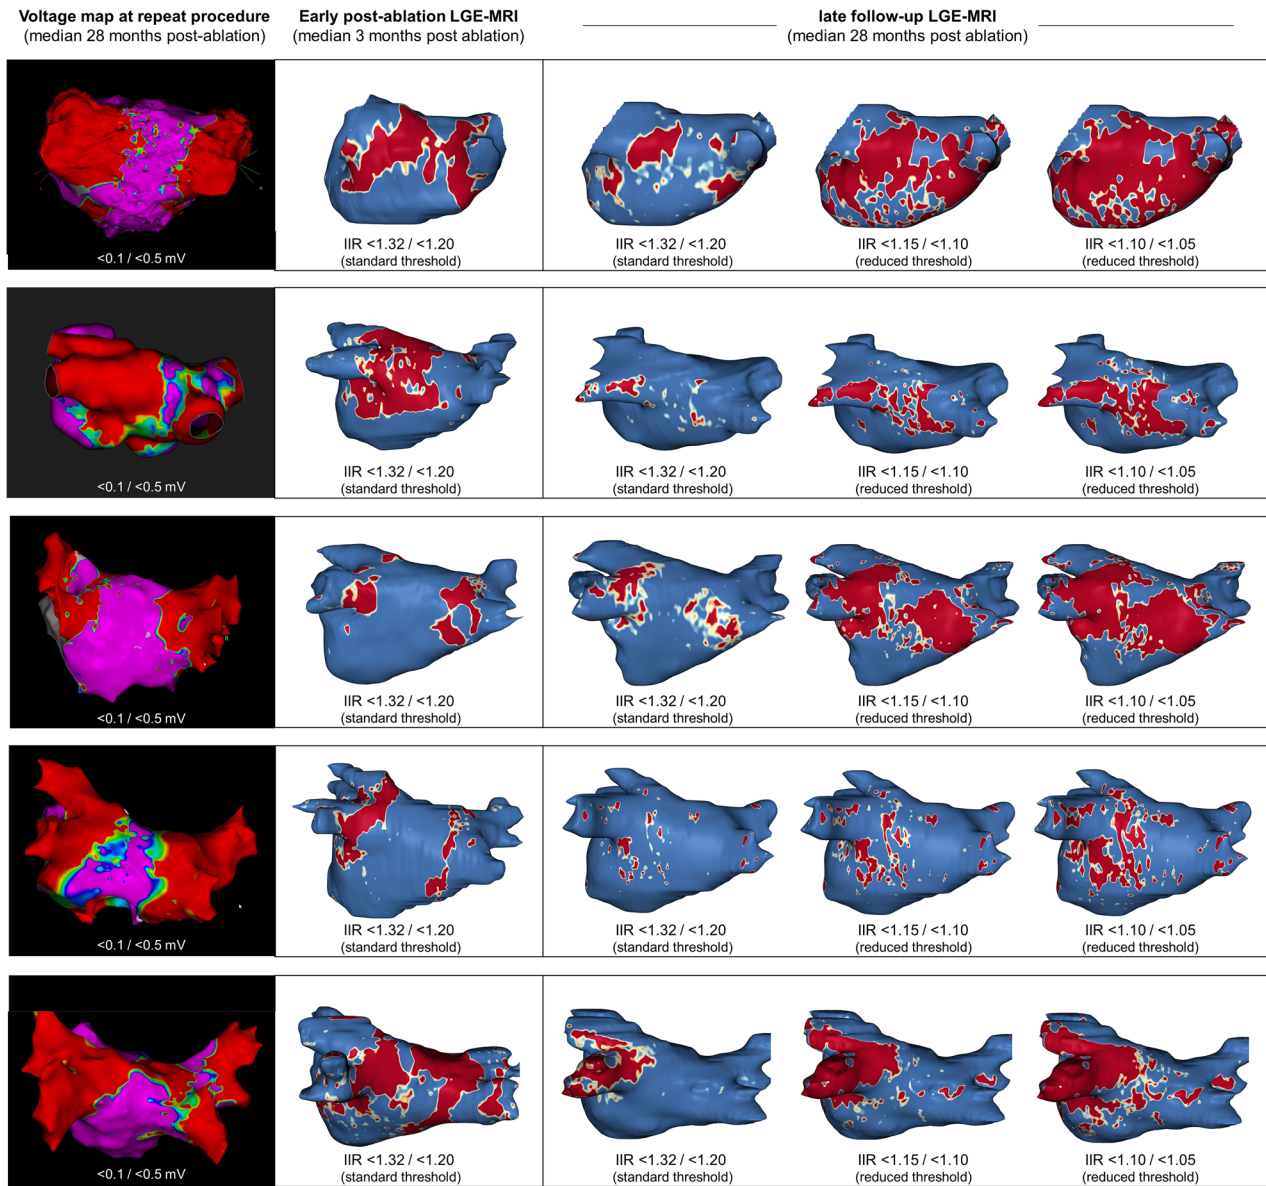 Voltage map at repeat procedure
(median 28 months post-ablation)
Early post-ablation LGE-MRI
(median 3 months post ablation)
late follow-up LGE-MRI
(median 28 months post ablation)
<0.1 / <0.5 mV
IIR <1.32 / <1.20
(standard threshold)
IIR <1.32 / <1.20
(standard threshold)
IIR <1.15 / <1.10
(reduced threshold)
IIR <1.10 / <1.05
(reduced threshold)
<0.1 / <0.5 mV
IIR <1.32 / <1.20
(standard threshold)
IIR <1.32 / <1.20
(standard threshold)
IIR <1.15 / <1.10
(reduced threshold)
IIR <1.10 / <1.05
(reduced threshold)
<0.1 / <0.5 mV
IIR <1.32 / <1.20
(standard threshold)
IIR <1.32 / <1.20
(standard threshold)
IIR <1.15 / <1.10
(reduced threshold)
IIR <1.10 / <1.05
(reduced threshold)
<0.1 / <0.5 mV
IIR <1.32 / <1.20
(standard threshold)
IIR <1.32 / <1.20
(standard threshold)
IIR <1.15 / <1.10
(reduced threshold)
IIR <1.10 / <1.05
(reduced threshold)
<0.1 / <0.5 mV
IIR <1.32 / <1.20
(standard threshold)
IIR <1.32 / <1.20
(standard threshold)
IIR <1.15 / <1.10
(reduced threshold)
IIR <1.10 / <1.05
(reduced threshold)